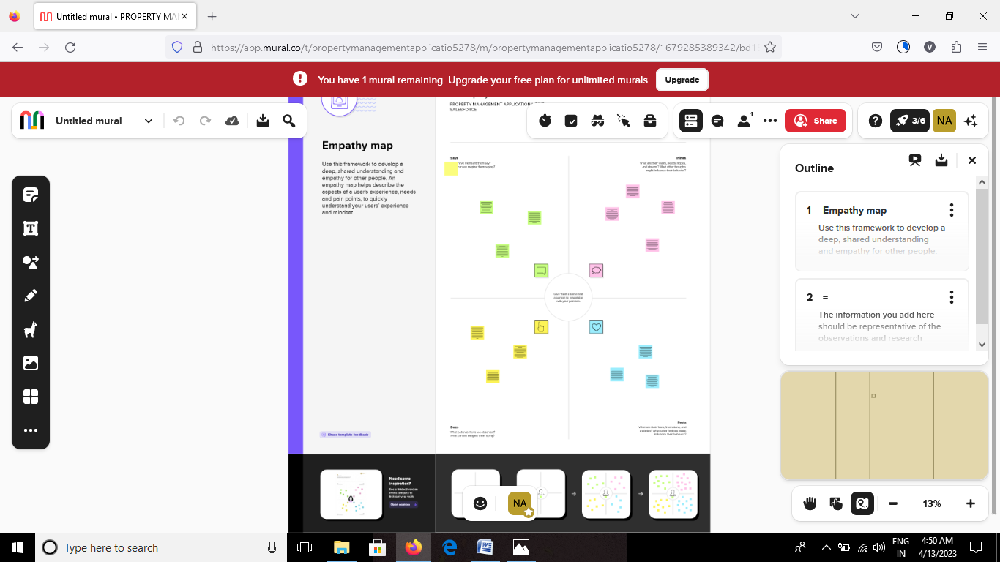 Untitled mural • PROPERTY MA
https://app.mural.co/t/propertymanagementapplicatio5278/m/propertymanagementapplicatio5278/1679285389342/bd1
V
You have 1 mural remaining. Upgrade your free plan for unlimited murals.
Upgrade
PROPERTY MANAGEMENT APPLICATION
SALESFORCE
Untitled mural
1
Share
3/6
NA
Empathy map
Use this framework to develop a
deep, shared understanding and
empathy for other people. An
empathy map helps describe the
aspects of a user's experience, needs
and pain points, to quickly
understand your users' experience
and mindset.
Share template feedback
Says
have we heard them say?
can we imagine them saying?
Thinks
What are their wants, needs, hopes,
and dreams? What other thoughts
might influence their behavior?
Give them a name and
a portrait to empathize
with your persona.
Does
What behaviors have we observed?
What can we imagine them doing?
Feels
What are their fears, frustrations, and
anxieties? What other feelings might
influence their behavior?
Need some
inspiration?
See a finished version
of this template to
kickstart your work.
Open example
NA
Outline
1 Empathy map
Use this framework to develop a
deep, shared understanding
and empathy for other people.
2 =
The information you add here
should be representative of the
observations and research
13%
Type here to search
ENG
IN
4:50 AM
4/13/2023